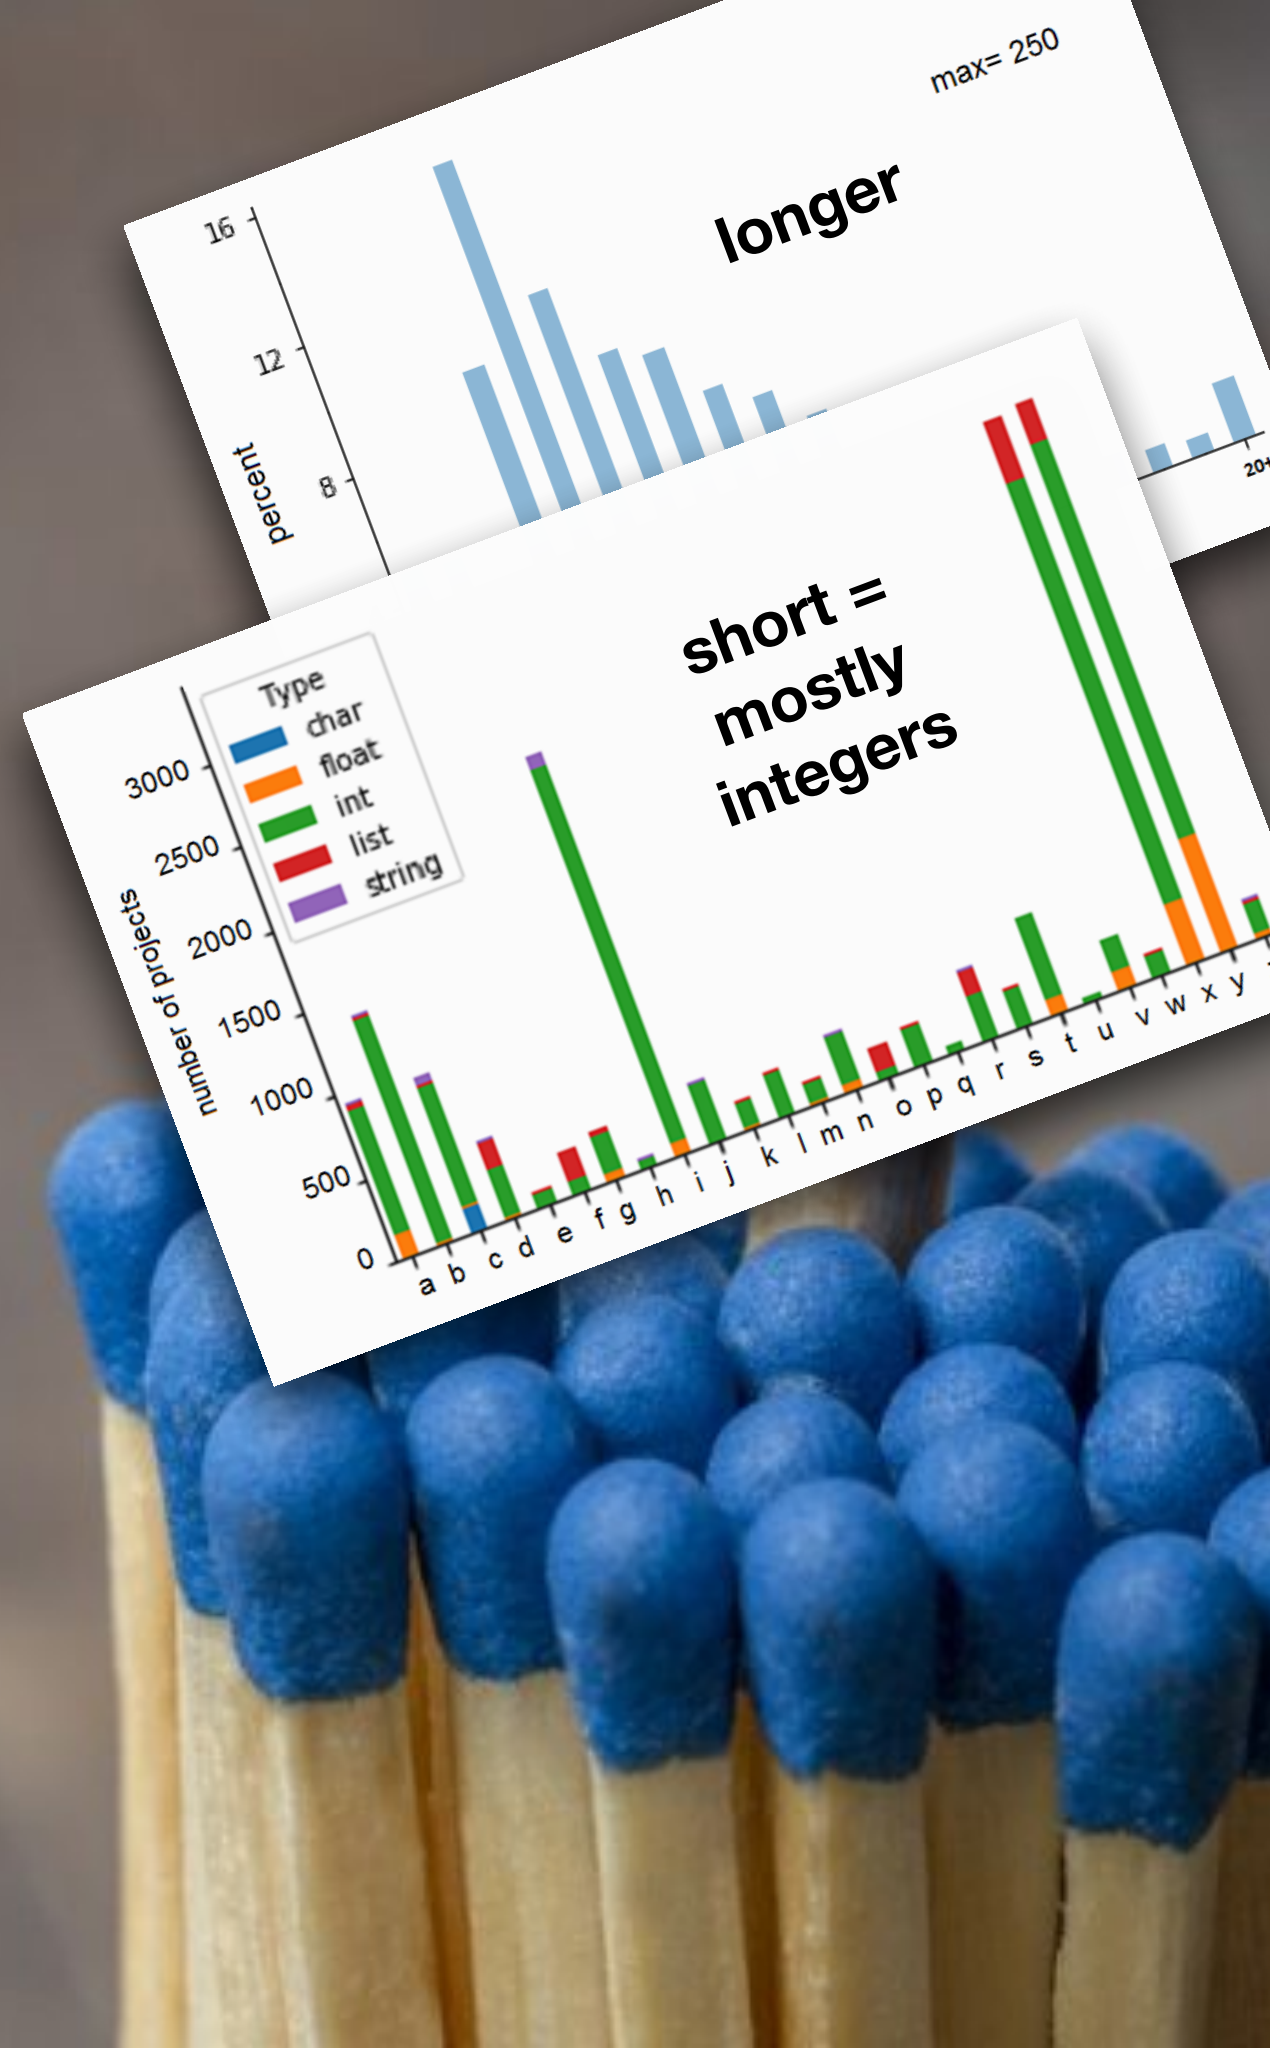 max= 250
longer
16
12
8
percent
20+
short =
mostly
integers
Type
char
float
int
list
string
3000
2500
2000
1500
1000
500
0
number of projects
a b c d e f g h i j k l m n o p q r s t u v w x y